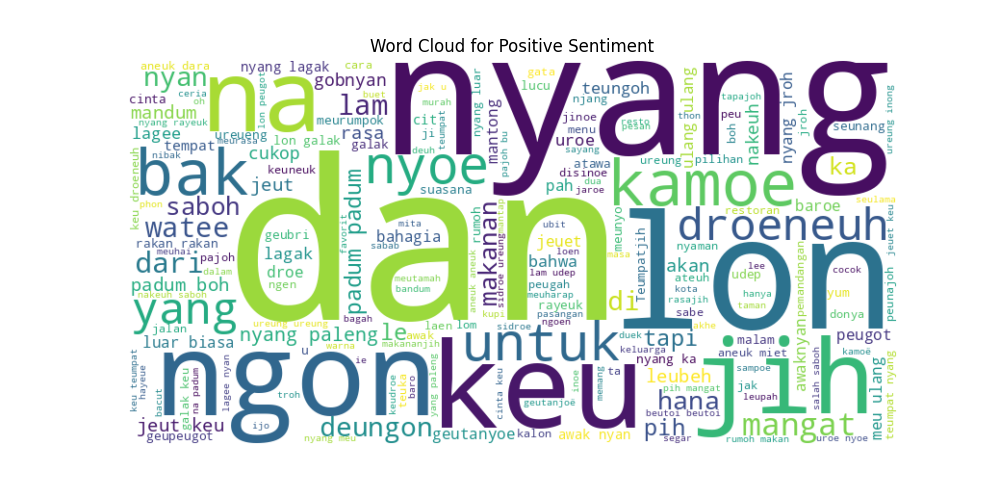 Word Cloud for Positive Sentiment
aneuk dara
nyang lagak
cara
nyang
nyan
na
gobnyan
ceria
oh
lon peugot
jak u
buet
gata
lucu
teungoh
tapajoh
cinta
mandum
lam
murah
nyang luar
njang
ulang ulang
thon
peu
nyang jroh
jroh
ureung inong
nyang rayeuk
ureueng
meurumpok
cit
teumpat
mantong
jinoe
menu
resto
pesan
boh
nakeuh
seunang
lagee
meurasa
rasa
ji
uroe
tempat
lon galak
galak
deuh
pajoh bu
sayang
nibak
cukop
nyoe
atawa
ureung
pilihan
bak
keuneuk
disinoe
dua
ka
jeut
suasana
pah
jaroe
kamoe
seulama
keu droeneuh
saboh
padum padum
dan
lon
baroe
phon
favorit
makanan
mantap
rumoh
ubit
meunyo
restoran
droeneuh
watee
mita
geubri
bahagia
loen
jeuet
Teumpatjih
jeuet keu
rakan rakan
meuhai
pajoh
lagak
sabab
sidroe ureung
bahwa
masa
nyaman
awaknyan
pemandangan
dari
dalam
droe
lam udep
akan
ateuh
udep
lee
cocok
padum boh
ngen
meutamah
aneuk aneuk
peugah
kota
rasajih
hanya
yum
peunajoh
nakeuh saboh
bandum
meuharap
rayeuk
di
sabe
taman
donya
yang
bagah
kupi
pasangan
ngoen
ureung ureung
le
awak
laen
lom
sidroe
untuk
duek
tapi
malam
peugot
jalan
warna
nyang paleng
luar biasa
makananjih
keluarga
nyang ka
aneuk miet
kamoë
u
ie
ngon
keu
ta
leubeh
sampoe
jih
keu teumpat
hayeue
bacut
galak keu
na padum
lagee nyan
troh
keudroe
teuka
baro
yang paleng
cinta keu
inoe
memang
pih mangat
jak
salah saboh
meu ulang
teumpat nyang
geutanjoë
hana
leupah
beutoi beutoi
jeut keu
ijo
deungon
pih
mangat
geupeugot
nyang meu
geutanyoe
kalon
awak nyan
segar
rumoh makan
uroe nyoe